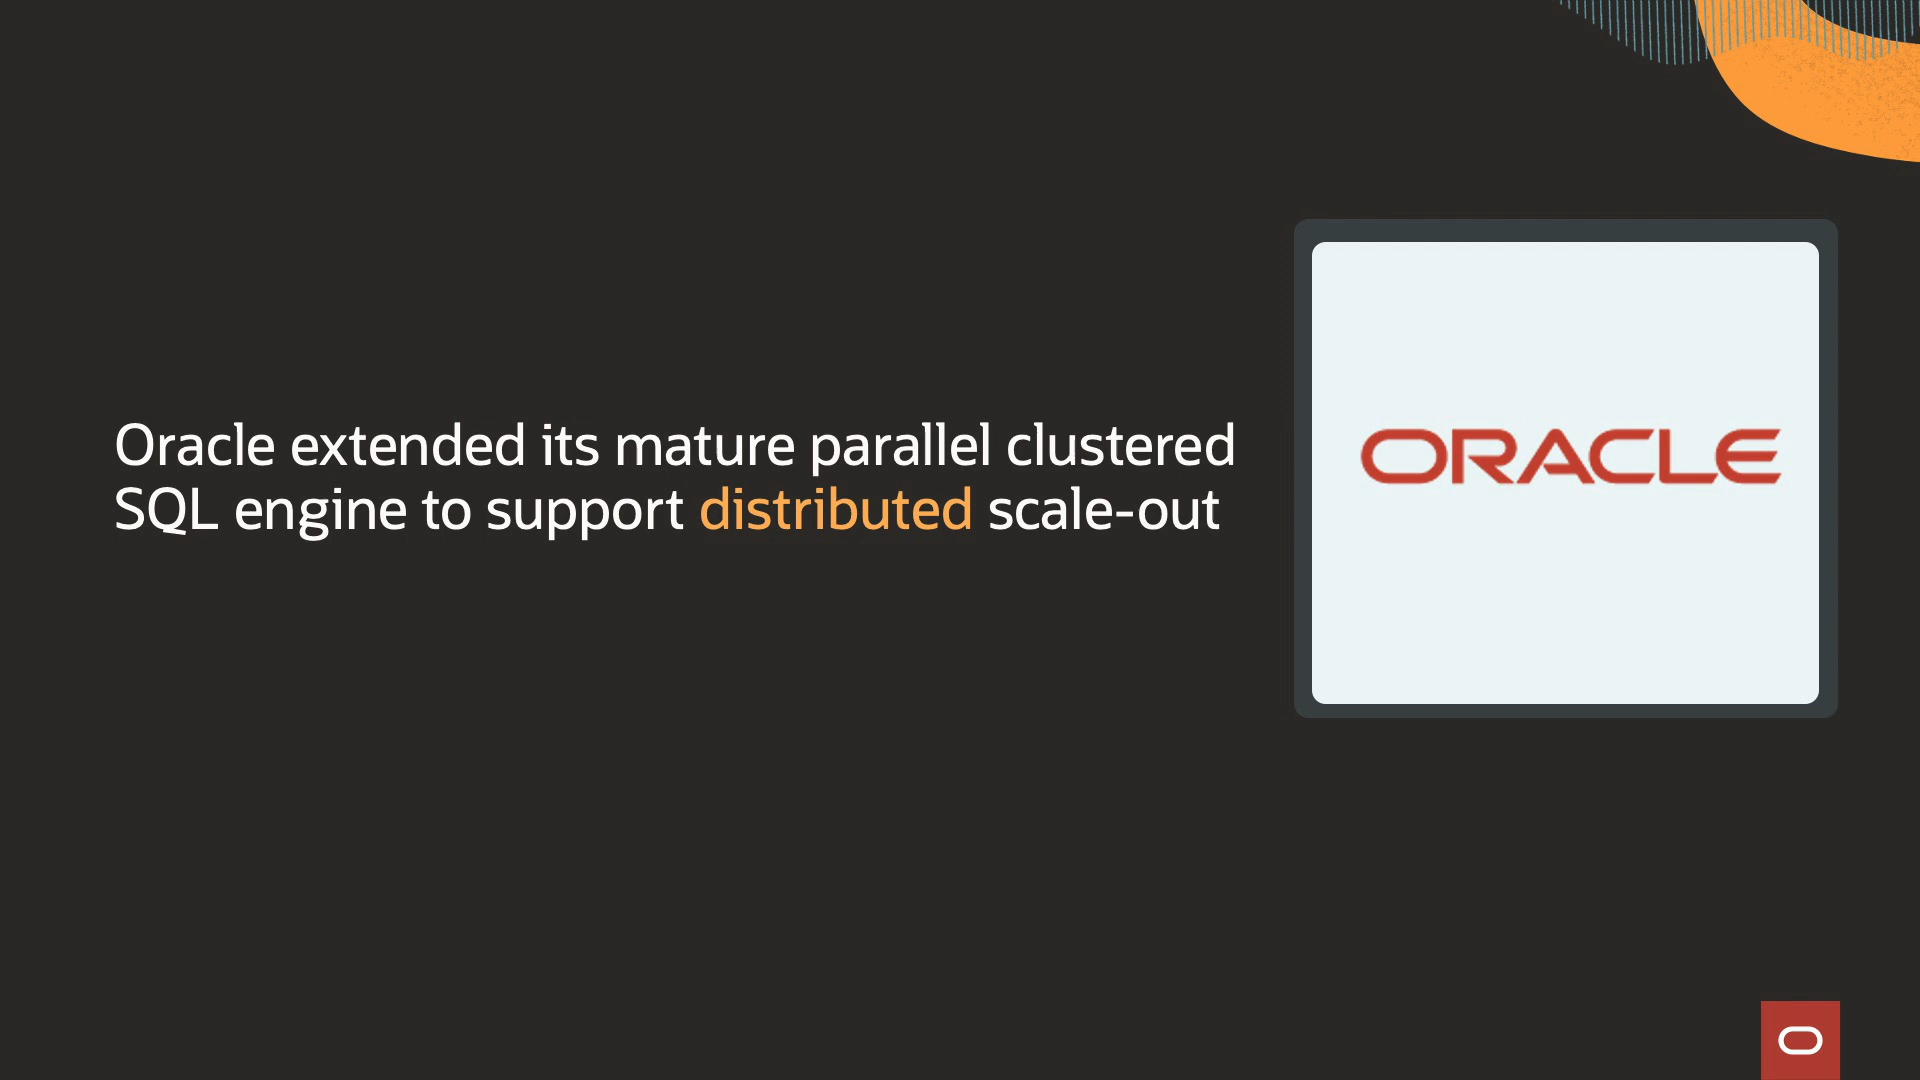 Oracle extended its mature parallel clustered
SQL engine to support distributed scale-out
ORACLE